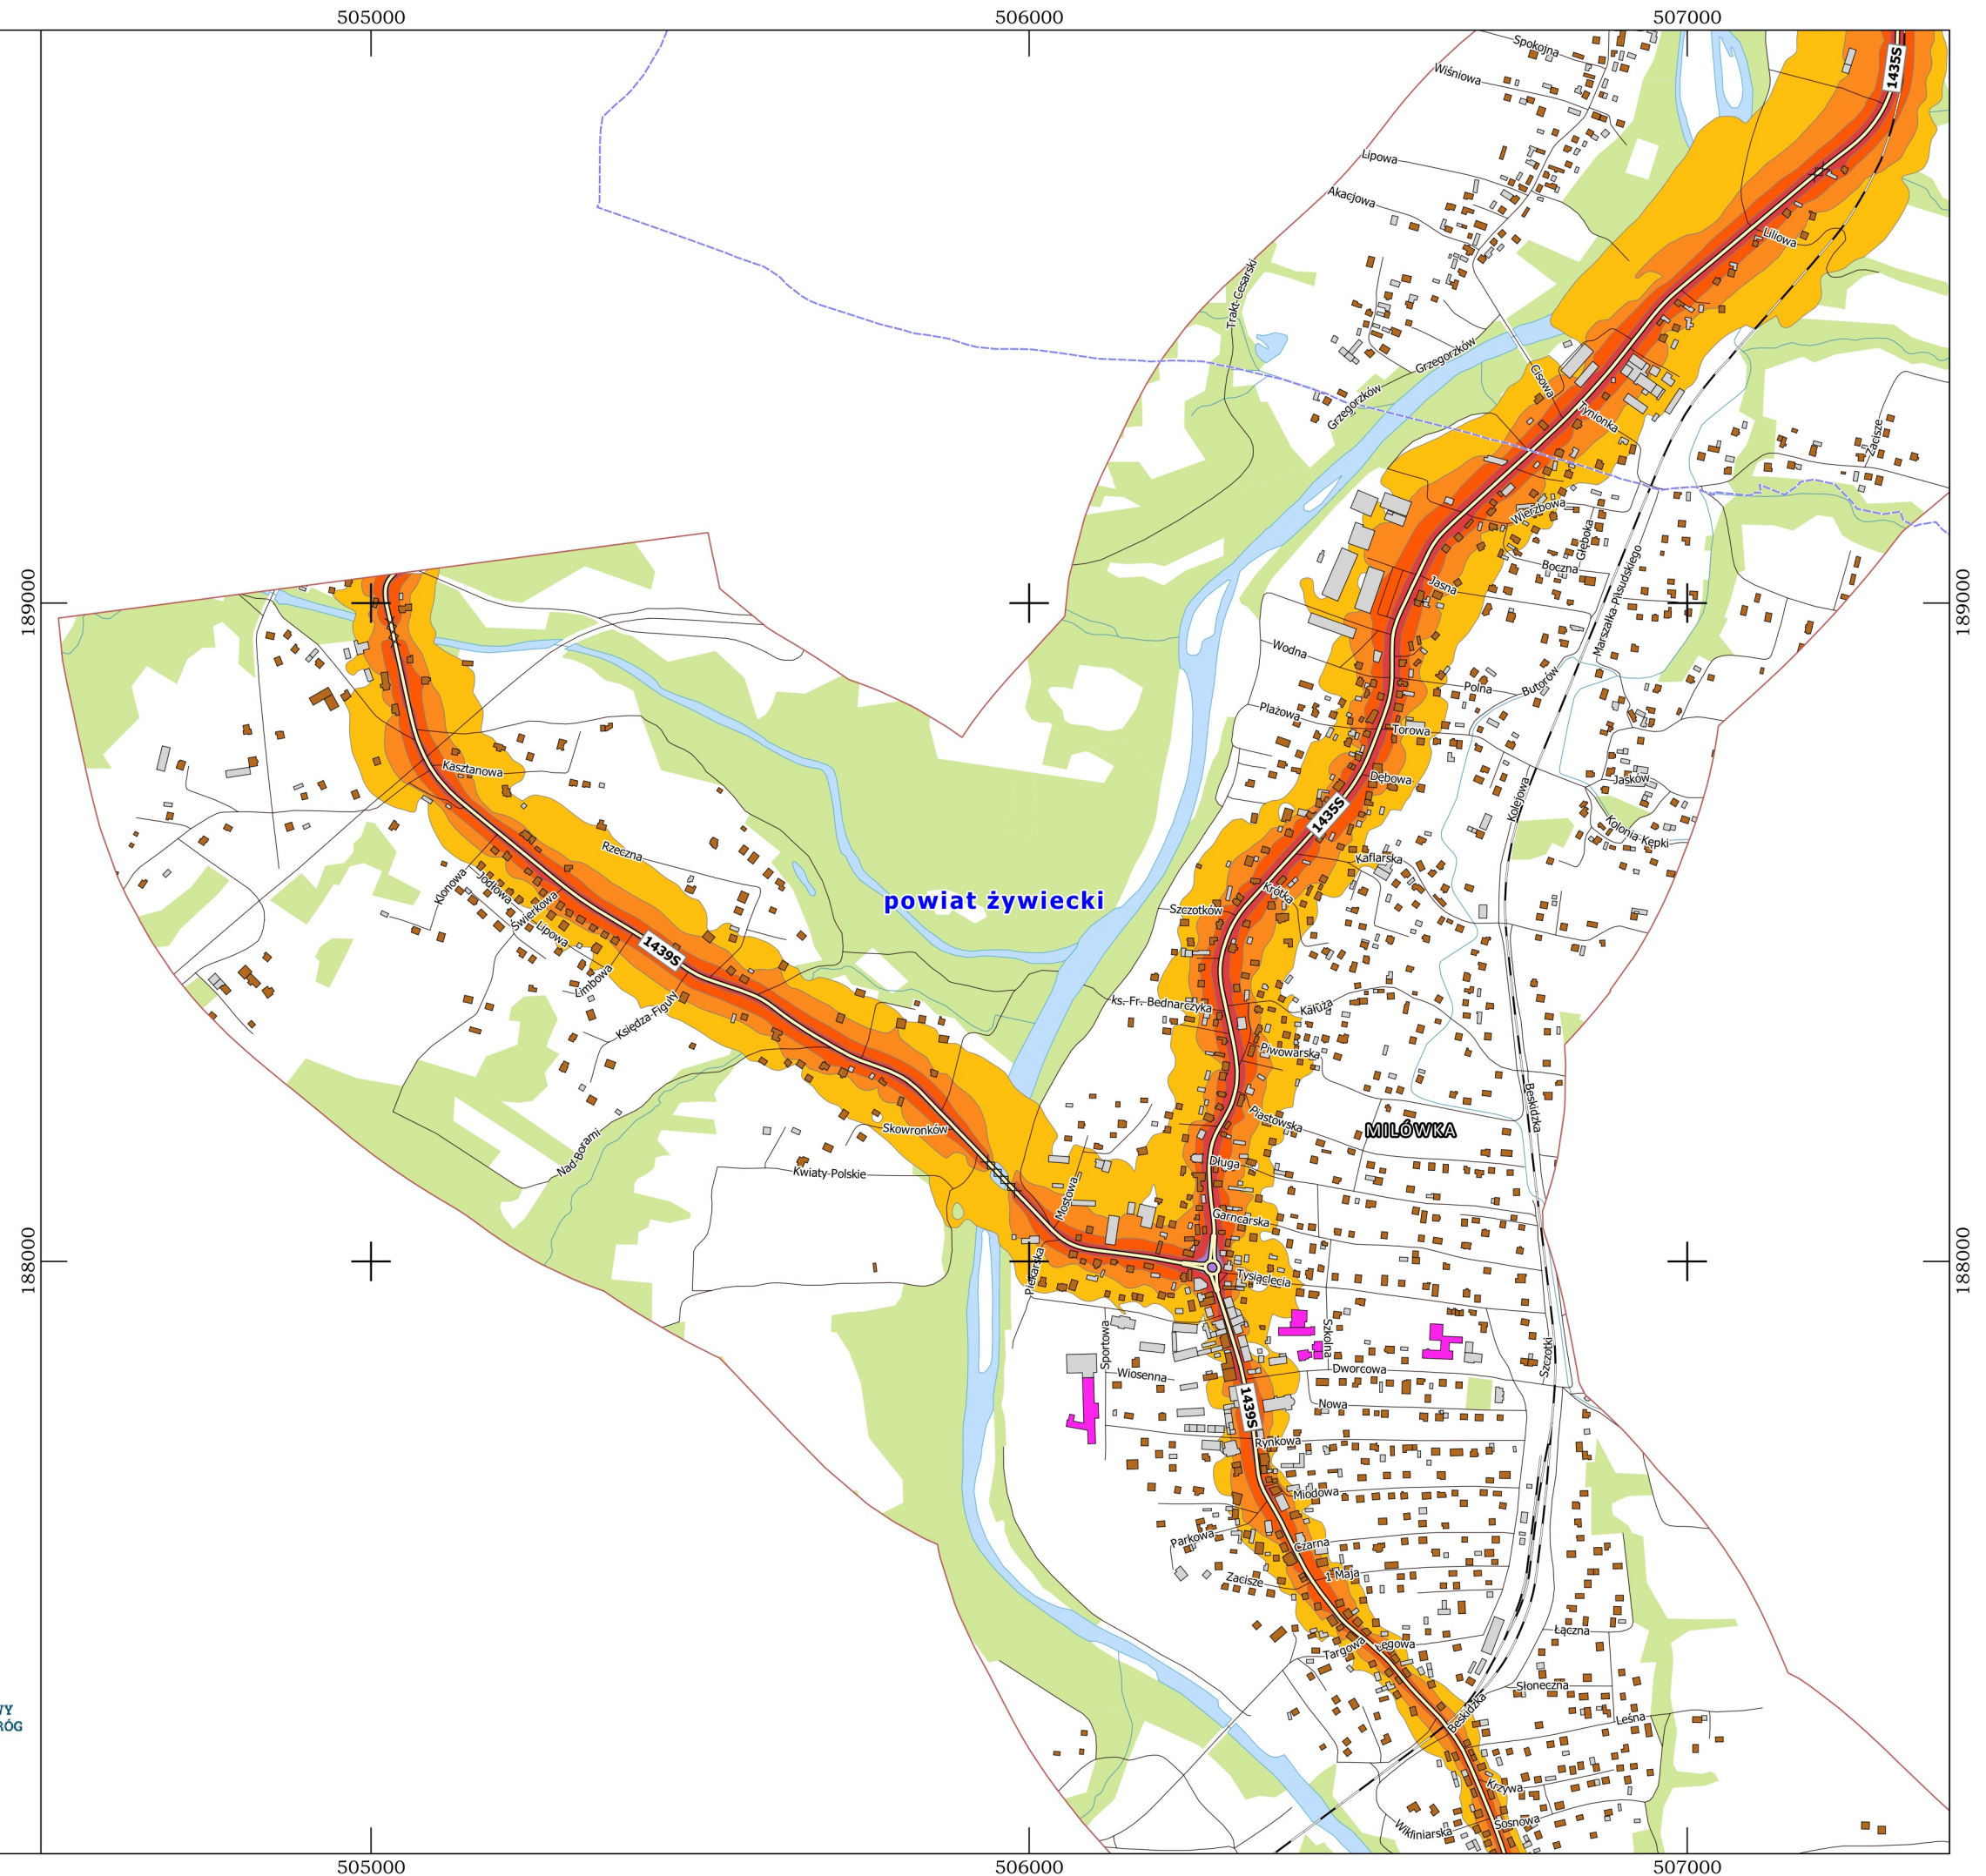 505000
506000
507000
1435S
Spokojna
Wiśniowa
Lipowa
Akacjowa
Liliowa
Trakt Cesarski
Grzegorzków
Grzegorzków
Cisowa
Tynionka
Zacisze
Wierzbowa
Głęboka
Boczna
189000
189000
Jasna
Marszałka Piłsudskiego
Wodna
Polna
Butorów
Plażowa
Torowa
Kasztanowa
Dębowa
Jasków
Kolejowa
1435S
Kolonia Kępki
Rzeczna
Kaflarska
Klonowa
Jodłowa
Krótka
Świerkowa
powiat żywiecki
Szczotków
Lipowa
1439S
Limbowa
ks. Fr. Bednarczyka
Kałuża
Księdza Figuły
Piwowarska
Beskidzka
Piastowska
Skowronków
MILÓWKA
Nad Borami
Długa
Kwiaty Polskie
Mostowa
Garncarska
188000
188000
Piekarska
Tysiąclecia
Sportowa
Szkolna
Szczotki
Wiosenna
Dworcowa
1439S
Nowa
Rynkowa
Miodowa
Parkowa
Czarna
Zacisze
1 Maja
Łączna
Targowa
Łęgowa
Słoneczna
WY
RÓG
Beskidzka
Leśna
Krzywa
Wikliniarska
Sosnowa
505000
506000
507000